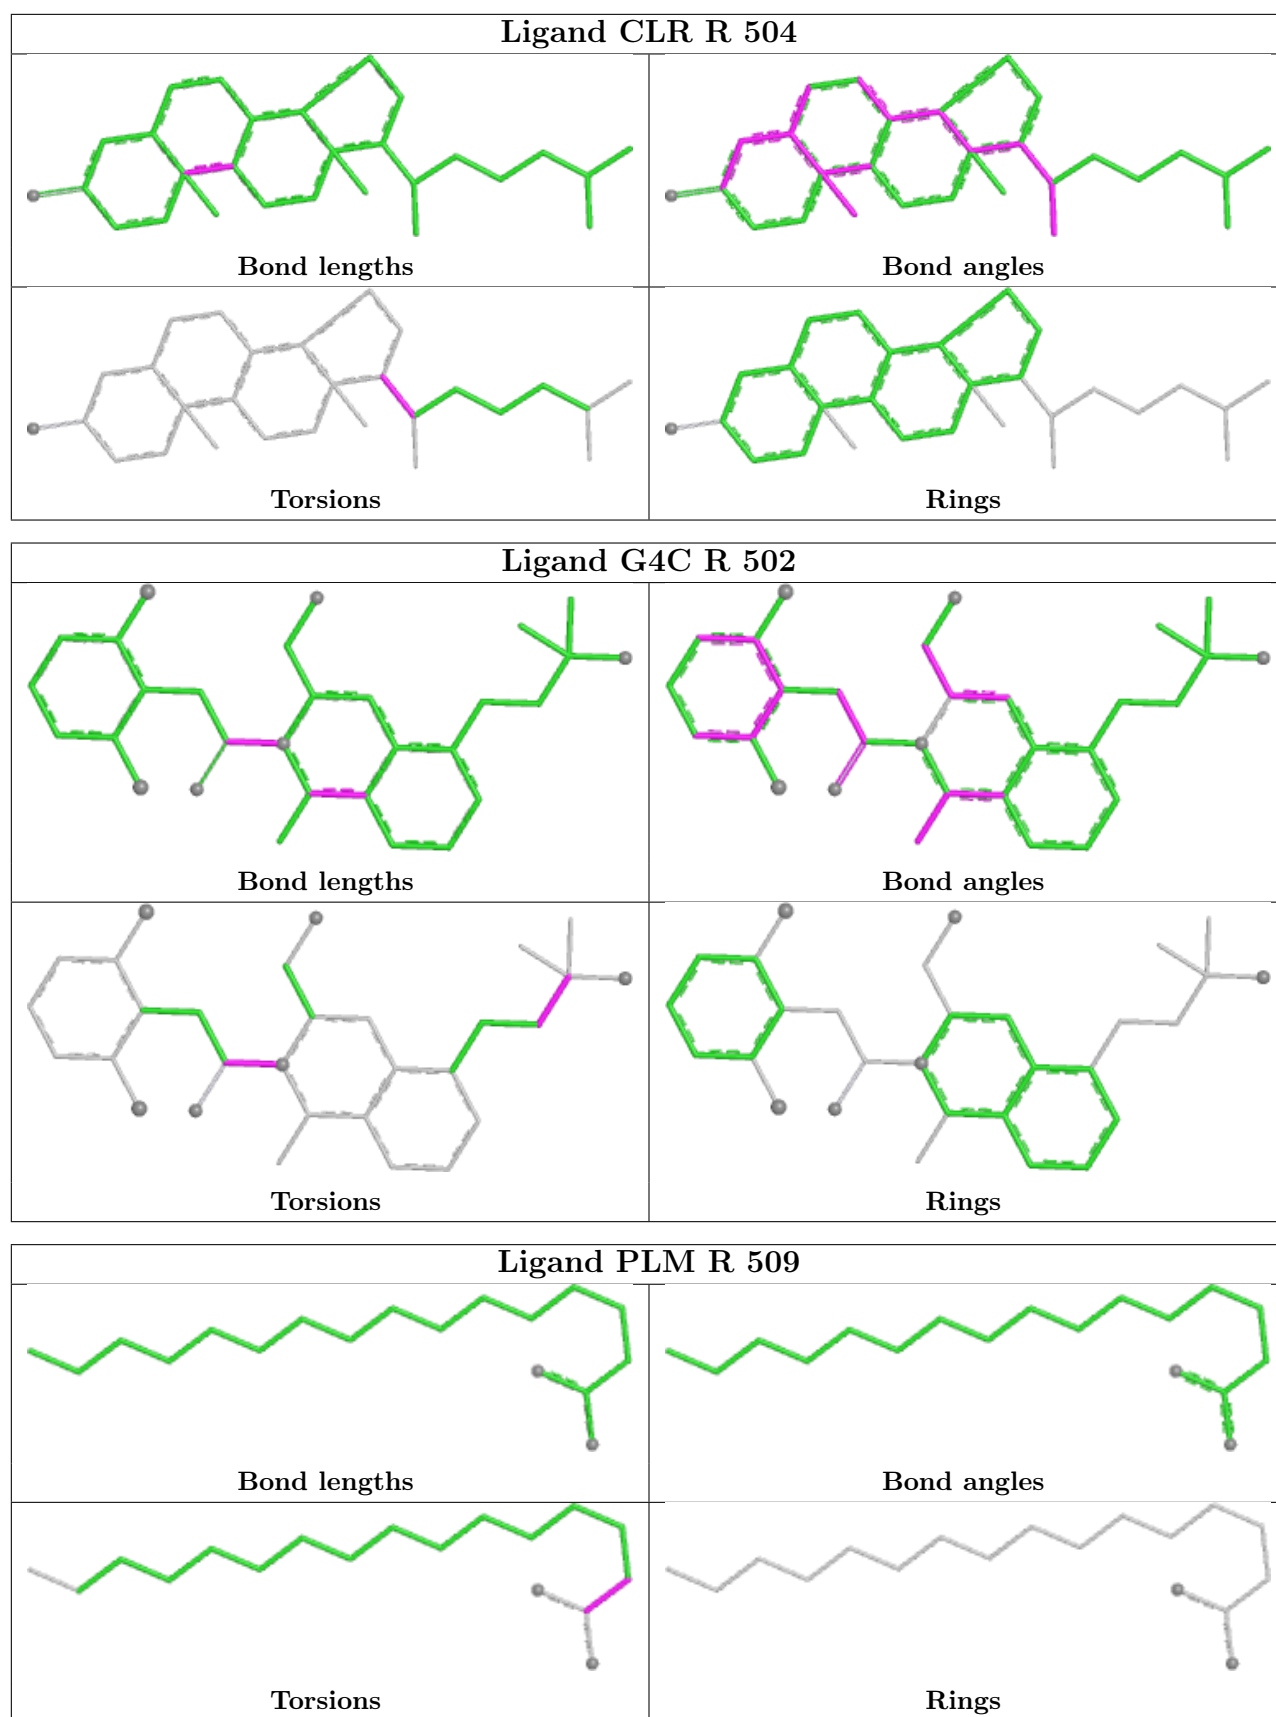 Ligand CLR R 504
Bond lengths
Bond angles
Torsions
Rings
Ligand G4C R 502
Bond lengths
Bond angles
Torsions
Rings
Ligand PLM R 509
Bond lengths
Bond angles
Torsions
Rings